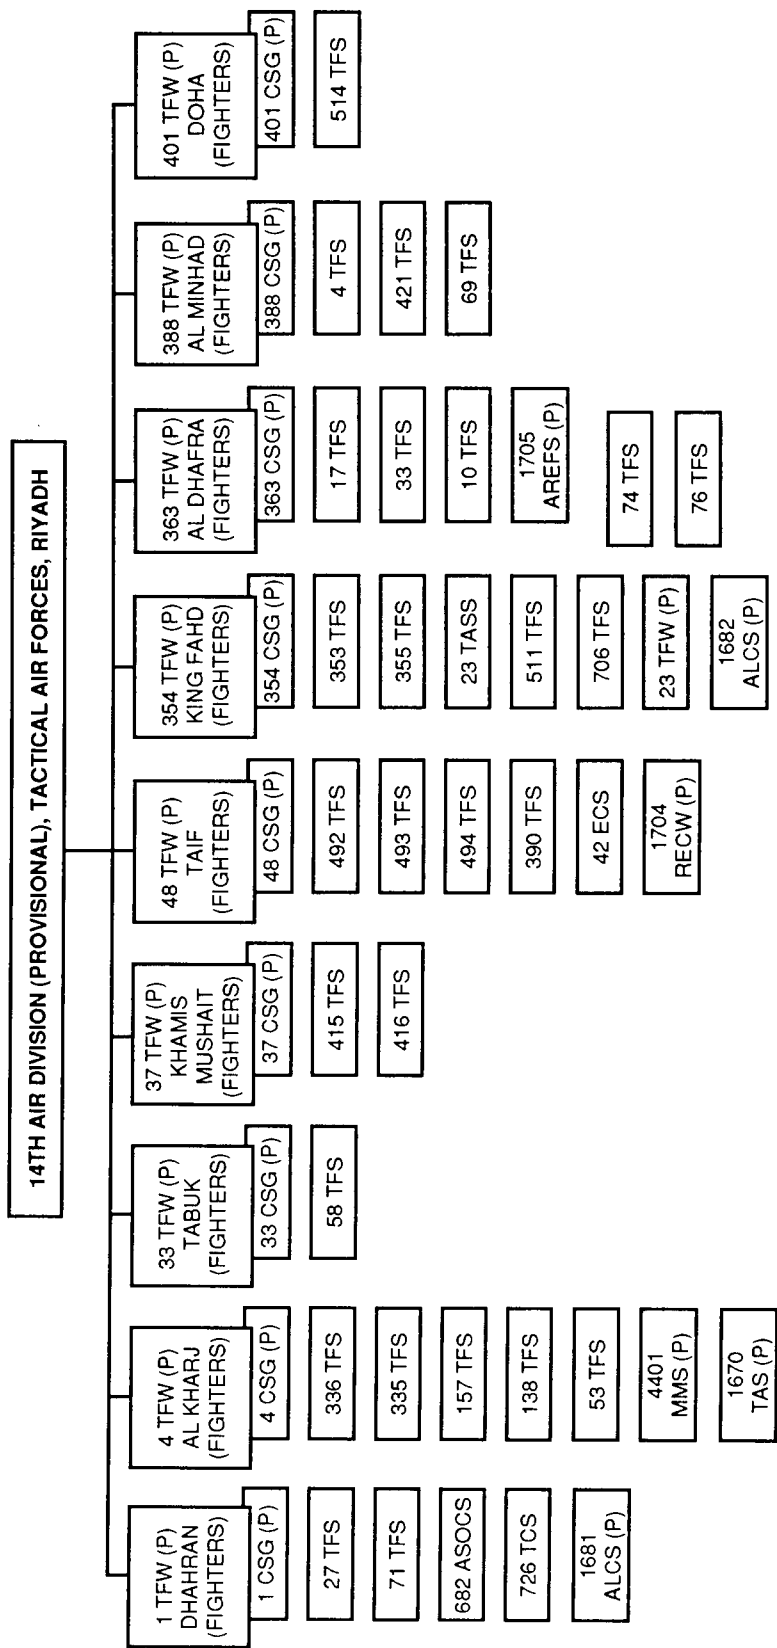 14TH AIR DIVISION (PROVISIONAL), TACTICAL AIR FORCES, RIYADH
1 TFW (P)
DHAHRAN
(FIGHTERS)
1 CSG (P)
27 TFS
71 TFS
682 ASOCS
726 TCS
1681
ALCS (P)
4 TFW (P)
AL KHARJ
(FIGHTERS)
4 CSG (P)
336 TFS
335 TFS
157 TFS
138 TFS
53 TFS
4401
MMS (P)
1670
TAS (P)
33 TFW (P)
TABUK
(FIGHTERS)
33 CSG (P)
58 TFS
37 TFW (P)
KHAMIS
MUSHAIT
(FIGHTERS)
37 CSG (P)
415 TFS
416 TFS
48 TFW (P)
TAIF
(FIGHTERS)
48 CSG (P)
492 TFS
493 TFS
494 TFS
390 TFS
42 ECS
1704
RECW (P)
354 TFW (P)
KING FAHD
(FIGHTERS)
354 CSG (P)
353 TFS
355 TFS
23 TASS
511 TFS
706 TFS
23 TFW (P)
1682
ALCS (P)
363 TFW (P)
AL DHAFRA
(FIGHTERS)
363 CSG (P)
17 TFS
33 TFS
10 TFS
1705
AREFS (P)
74 TFS
76 TFS
388 TFW (P)
AL MINHAD
(FIGHTERS)
388 CSG (P)
4 TFS
421 TFS
69 TFS
401 TFW (P)
DOHA
(FIGHTERS)
401 CSG (P)
514 TFS